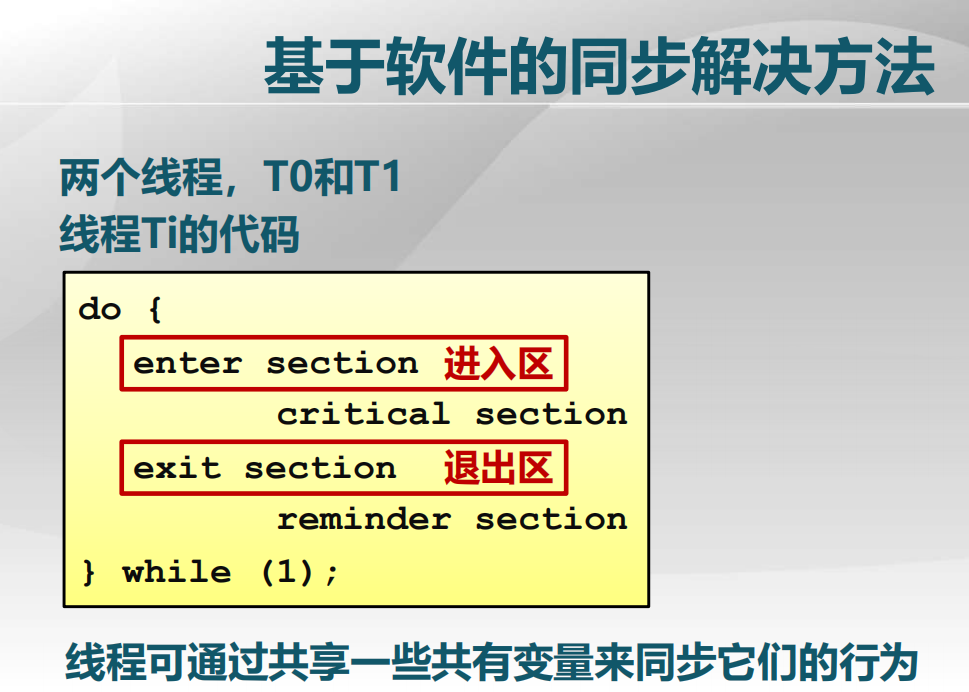 基于软件的同步解决方法
两个线程，T0和T1
线程Ti的代码
do {
enter section 进入区
critical section
exit section 退出区
reminder section
} while (1);
线程可通过共享一些共有变量来同步它们的行为